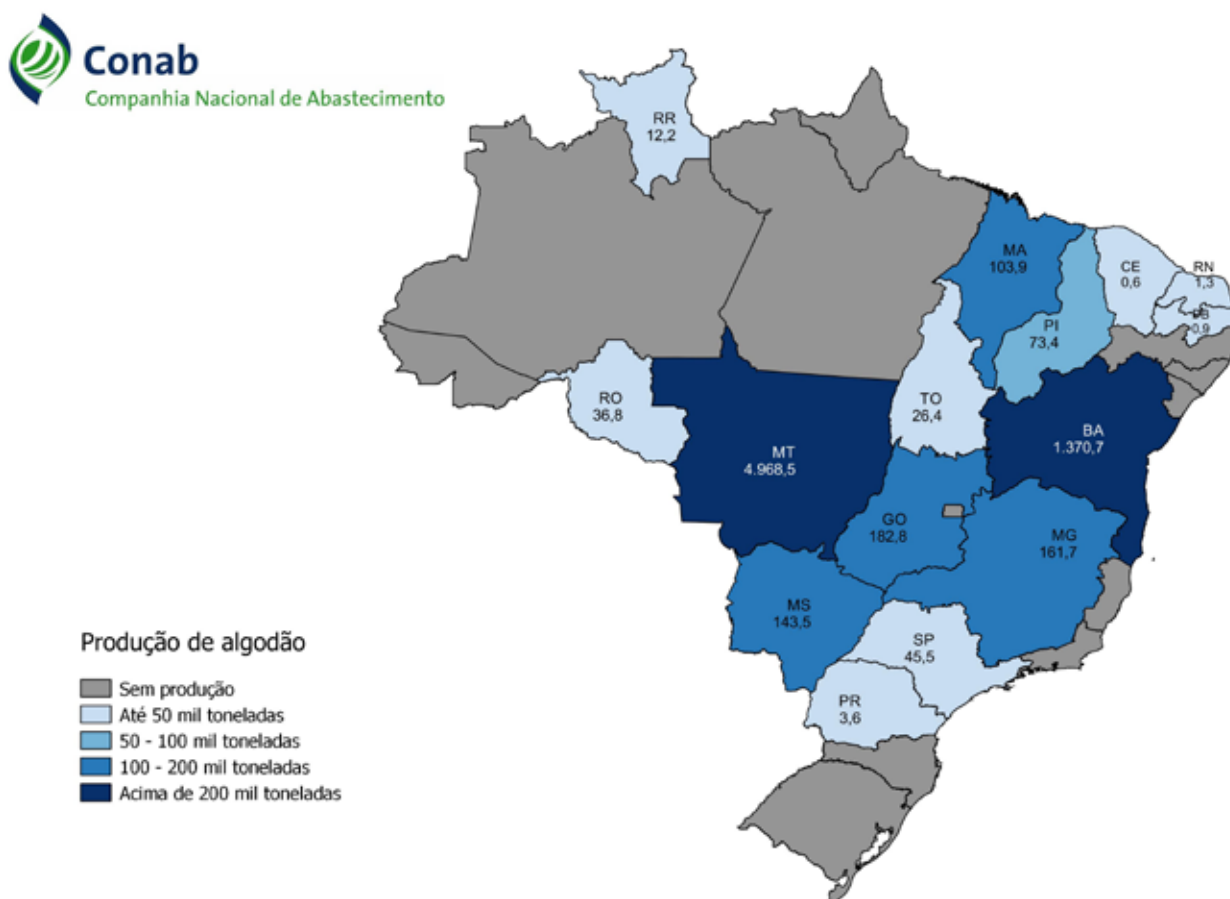 Conab
Companhia Nacional de Abastecimento
RR
12,2
MA
103,9
CE
0,6
RN
1,3
PB
0,9
PI
73,4
RO
36,8
TO
26,4
BA
1.370,7
MT
4.968,5
GO
182,8
MG
161,7
MS
143,5
SP
45,5
PR
3,6
Produção de algodão
Sem produção
Até 50 mil toneladas
50 - 100 mil toneladas
100 - 200 mil toneladas
Acima de 200 mil toneladas